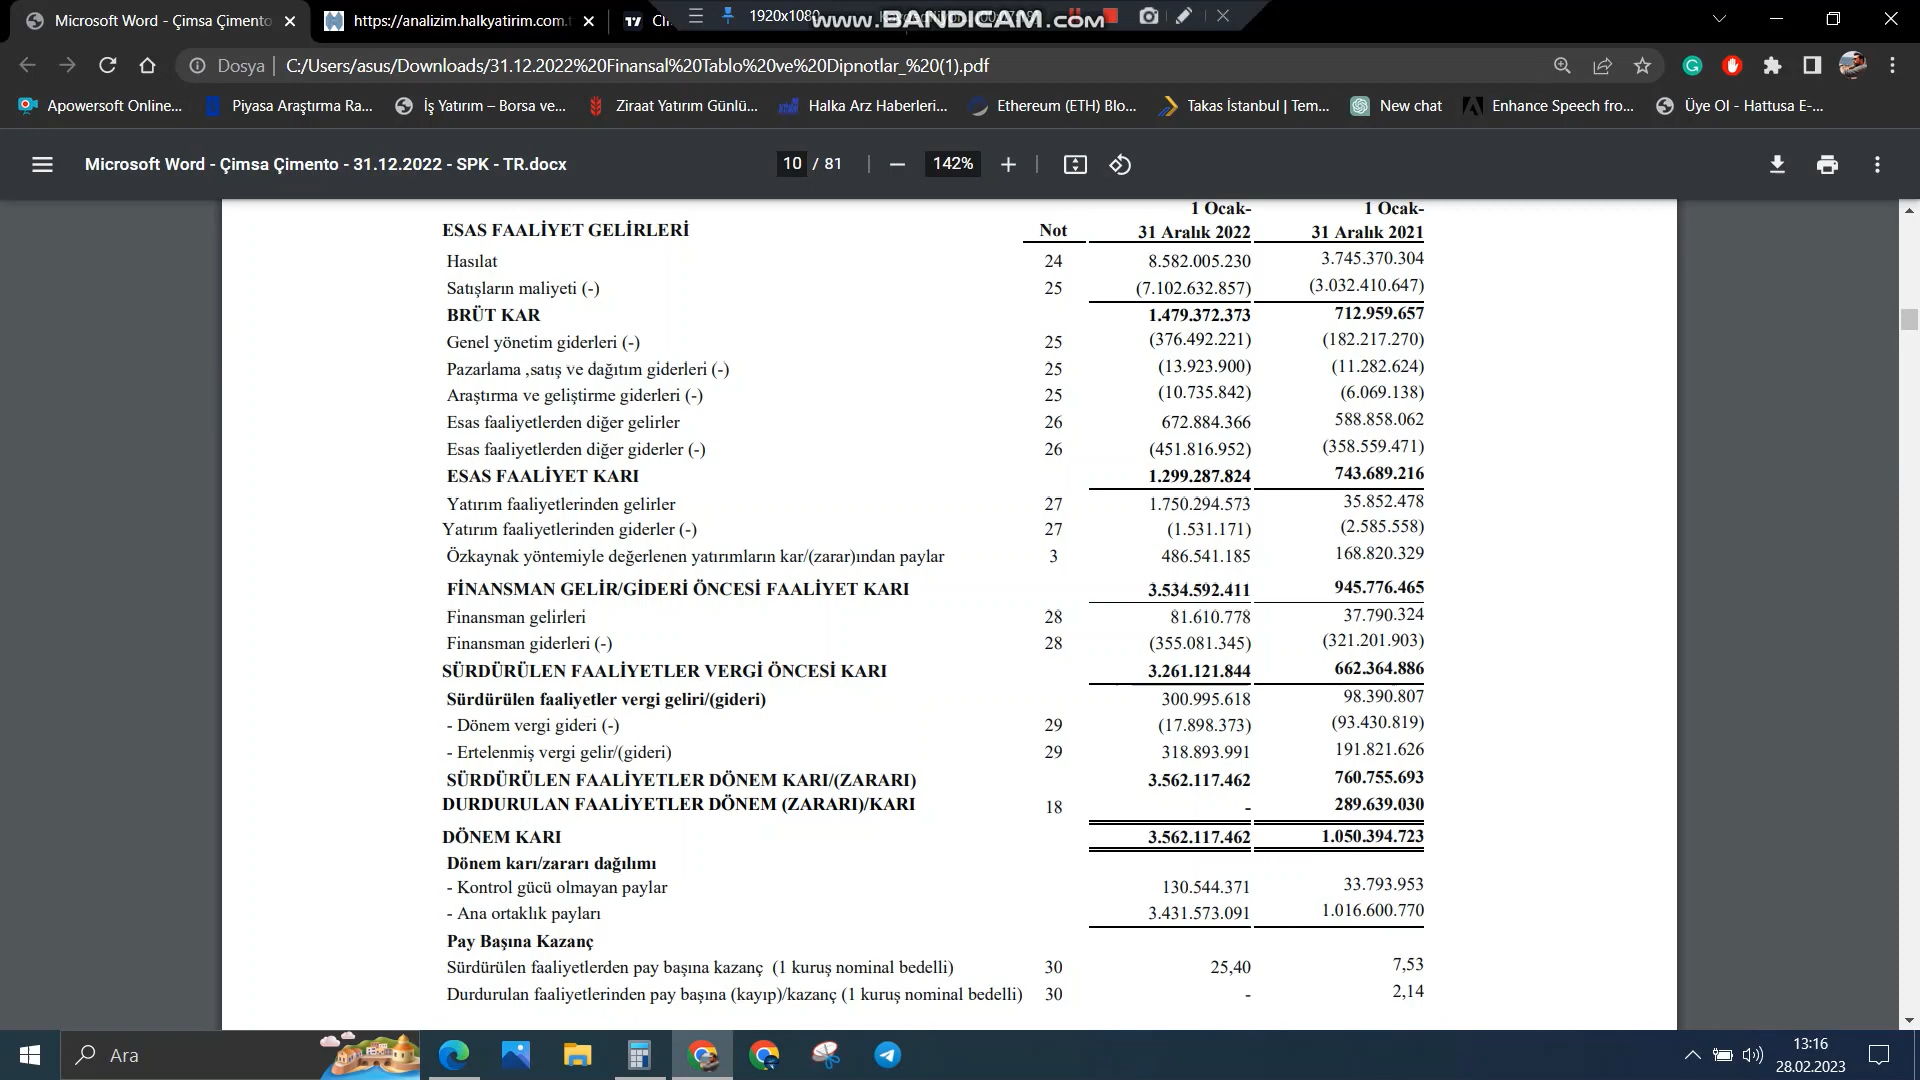 Microsoft Word - Çimsa Çimento
https://analizim.halkyatirim.com.t
1920x1080
www.BANDICAM.com
Dosya
C:/Users/asus/Downloads/31.12.2022%20Finansal%20Tablo%20ve%20Dipnotlar_%20(1).pdf
Apowersoft Online...
Piyasa Araştırma Ra...
İş Yatırım – Borsa ve...
Ziraat Yatırım Günlü...
Halka Arz Haberleri...
Ethereum (ETH) Blo...
Takas İstanbul | Tem...
New chat
Enhance Speech fro...
Üye Ol - Hattusa E-...
Microsoft Word - Çimsa Çimento - 31.12.2022 - SPK - TR.docx
10 / 81
142%
1 Ocak- 1 Ocak-
ESAS FAALİYET GELİRLERİ Not 31 Aralık 2022 31 Aralık 2021
Hasılat 24 8.582.005.230 3.745.370.304
Satışların maliyeti (-) 25 (7.102.632.857) (3.032.410.647)
BRÜT KAR 1.479.372.373 712.959.657
Genel yönetim giderleri (-) 25 (376.492.221) (182.217.270)
Pazarlama ,satış ve dağıtım giderleri (-) 25 (13.923.900) (11.282.624)
Araştırma ve geliştirme giderleri (-) 25 (10.735.842) (6.069.138)
Esas faaliyetlerden diğer gelirler 26 672.884.366 588.858.062
Esas faaliyetlerden diğer giderler (-) 26 (451.816.952) (358.559.471)
ESAS FAALİYET KARI 1.299.287.824 743.689.216
Yatırım faaliyetlerinden gelirler 27 1.750.294.573 35.852.478
Yatırım faaliyetlerinden giderler (-) 27 (1.531.171) (2.585.558)
Özkaynak yöntemiyle değerlenen yatırımların kar/(zarar)ından paylar 3 486.541.185 168.820.329
FİNANSMAN GELİR/GİDERİ ÖNCESİ FAALİYET KARI 3.534.592.411 945.776.465
Finansman gelirleri 28 81.610.778 37.790.324
Finansman giderleri (-) 28 (355.081.345) (321.201.903)
SÜRDÜRÜLEN FAALİYETLER VERGİ ÖNCESİ KARI 3.261.121.844 662.364.886
Sürdürülen faaliyetler vergi geliri/(gideri) 300.995.618 98.390.807
- Dönem vergi gideri (-) 29 (17.898.373) (93.430.819)
- Ertelenmiş vergi gelir/(gideri) 29 318.893.991 191.821.626
SÜRDÜRÜLEN FAALİYETLER DÖNEM KARI/(ZARARI) 3.562.117.462 760.755.693
DURDURULAN FAALİYETLER DÖNEM (ZARARI)/KARI 18 - 289.639.030
DÖNEM KARI 3.562.117.462 1.050.394.723
Dönem karı/zararı dağılımı
- Kontrol gücü olmayan paylar 130.544.371 33.793.953
- Ana ortaklık payları 3.431.573.091 1.016.600.770
Pay Başına Kazanç
Sürdürülen faaliyetlerden pay başına kazanç (1 kuruş nominal bedelli) 30 25,40 7,53
Durdurulan faaliyetlerinden pay başına (kayıp)/kazanç (1 kuruş nominal bedelli) 30 - 2,14
Ara
13:16
28.02.2023